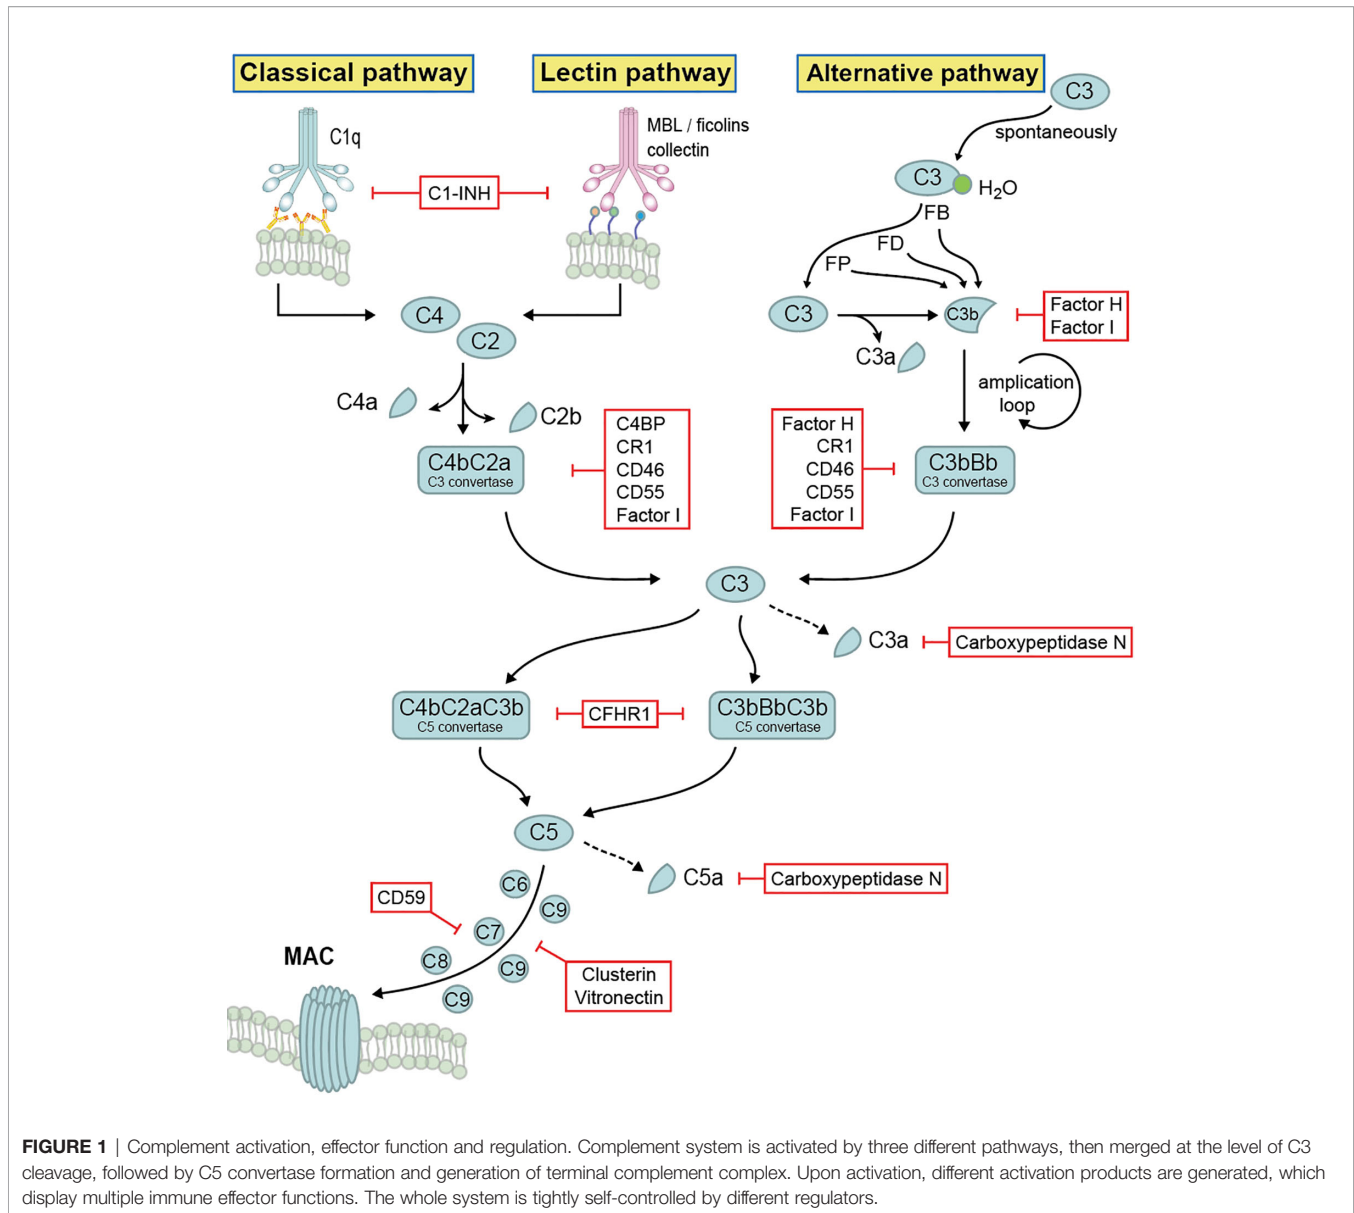 Classical pathway
Lectin pathway
Alternative pathway
C3
spontaneously
C1q
MBL / ficolins
collectin
C1-INH
C3
H2O
FB
FD
FP
C4
C2
C3
C3b
Factor H
Factor I
C3a
C4a
C2b
amplication
loop
C4bC2a
C3 convertase
C4BP
CR1
CD46
CD55
Factor I
Factor H
CR1
CD46
CD55
Factor I
C3bBb
C3 convertase
C3
C3a
Carboxypeptidase N
C4bC2aC3b
C5 convertase
CFHR1
C3bBbC3b
C5 convertase
C5
C5a
Carboxypeptidase N
CD59
C6
C9
C7
C8
C9
C9
Clusterin
Vitronectin
MAC
FIGURE 1 | Complement activation, effector function and regulation. Complement system is activated by three different pathways, then merged at the level of C3
cleavage, followed by C5 convertase formation and generation of terminal complement complex. Upon activation, different activation products are generated, which
display multiple immune effector functions. The whole system is tightly self-controlled by different regulators.